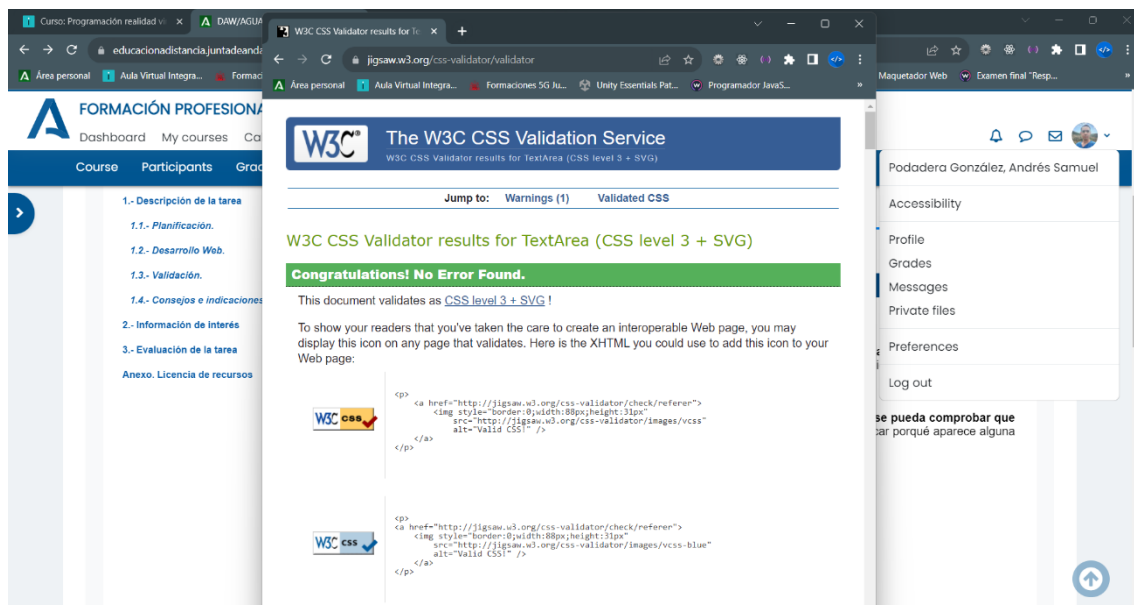 Curso: Programación realidad vi
DAW/AGUA
W3C CSS Validator results for Te
educacionadistancia.juntadeanda
jigsaw.w3.org/css-validator/validator
Área personal
Aula Virtual Integra...
Formaci
Área personal
Aula Virtual Integra...
Formaciones 5G Ju...
Unity Essentials Pat...
Programador JavaS...
»
Maquetador Web
Examen final "Resp...
»
FORMACIÓN PROFESIONA
Dashboard My courses Ca
Course Participants Grad
1.- Descripción de la tarea
1.1.- Planificación.
1.2.- Desarrollo Web.
1.3.- Validación.
1.4.- Consejos e indicaciones
2.- Información de interés
3.- Evaluación de la tarea
Anexo. Licencia de recursos
W3C®
The W3C CSS Validation Service
W3C CSS Validator results for TextArea (CSS level 3 + SVG)
Jump to: Warnings (1) Validated CSS
W3C CSS Validator results for TextArea (CSS level 3 + SVG)
Congratulations! No Error Found.
This document validates as CSS level 3 + SVG !
To show your readers that you've taken the care to create an interoperable Web page, you may
display this icon on any page that validates. Here is the XHTML you could use to add this icon to your
Web page:
W3C css
<p>
<a href="http://jigsaw.w3.org/css-validator/check/referer">
<img style="border:0;width:88px;height:31px"
src="http://jigsaw.w3.org/css-validator/images/vcss"
alt="Valid CSS!" />
</a>
</p>
W3C css
<p>
<a href="http://jigsaw.w3.org/css-validator/check/referer">
<img style="border:0;width:88px;height:31px"
src="http://jigsaw.w3.org/css-validator/images/vcss-blue"
alt="Valid CSS!" />
</a>
</p>
Podadera González, Andrés Samuel
Accessibility
Profile
Grades
Messages
Private files
Preferences
Log out
se pueda comprobar que
car porqué aparece alguna